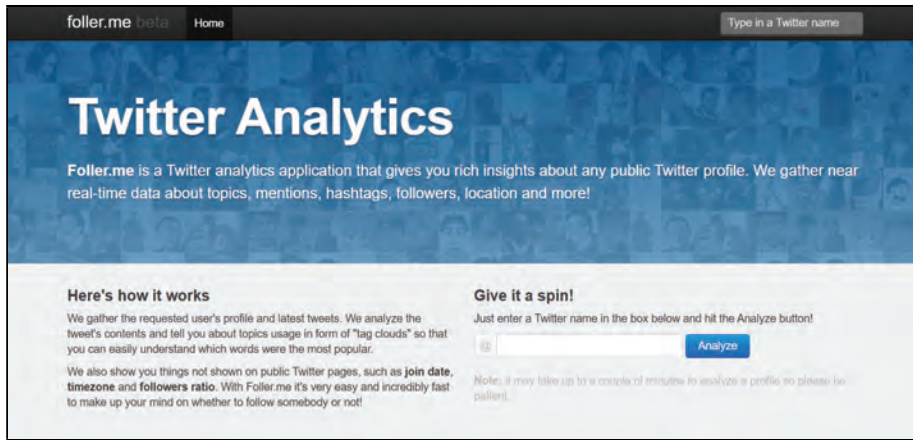 foller.me beta Home Type in a Twitter name
Twitter Analytics
Foller.me is a Twitter analytics application that gives you rich insights about any public Twitter profile. We gather near
real-time data about topics, mentions, hashtags, followers, location and more!
Here's how it works
We gather the requested user's profile and latest tweets. We analyze the
tweet's contents and tell you about topics usage in form of "tag clouds" so that
you can easily understand which words were the most popular.
We also show you things not shown on public Twitter pages, such as join date,
timezone and followers ratio. With Foller.me it's very easy and incredibly fast
to make up your mind on whether to follow somebody or not!
Give it a spin!
Just enter a Twitter name in the box below and hit the Analyze button!
@ Analyze
Note: it may take up to a couple of minutes to analyze a profile so please be
patient.